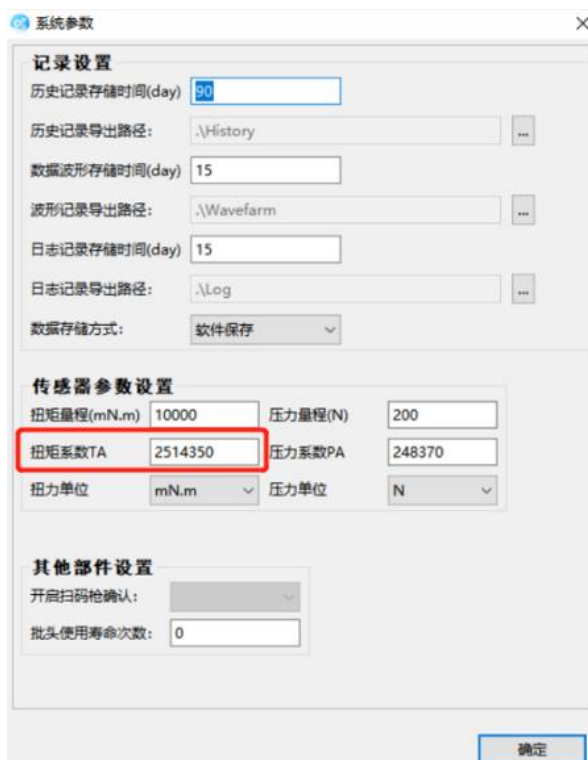 系统参数
记录设置
历史记录存储时间(day) 90
历史记录导出路径: .\History ...
数据波形存储时间(day) 15
波形记录导出路径: .\Wavefarm ...
日志记录存储时间(day) 15
日志记录导出路径: .\Log ...
数据存储方式: 软件保存
传感器参数设置
扭矩量程(mN.m) 10000 压力量程(N) 200
扭矩系数TA 2514350 压力系数PA 248370
扭力单位 mN.m 压力单位 N
其他部件设置
开启扫码枪确认:
批头使用寿命次数: 0
确定